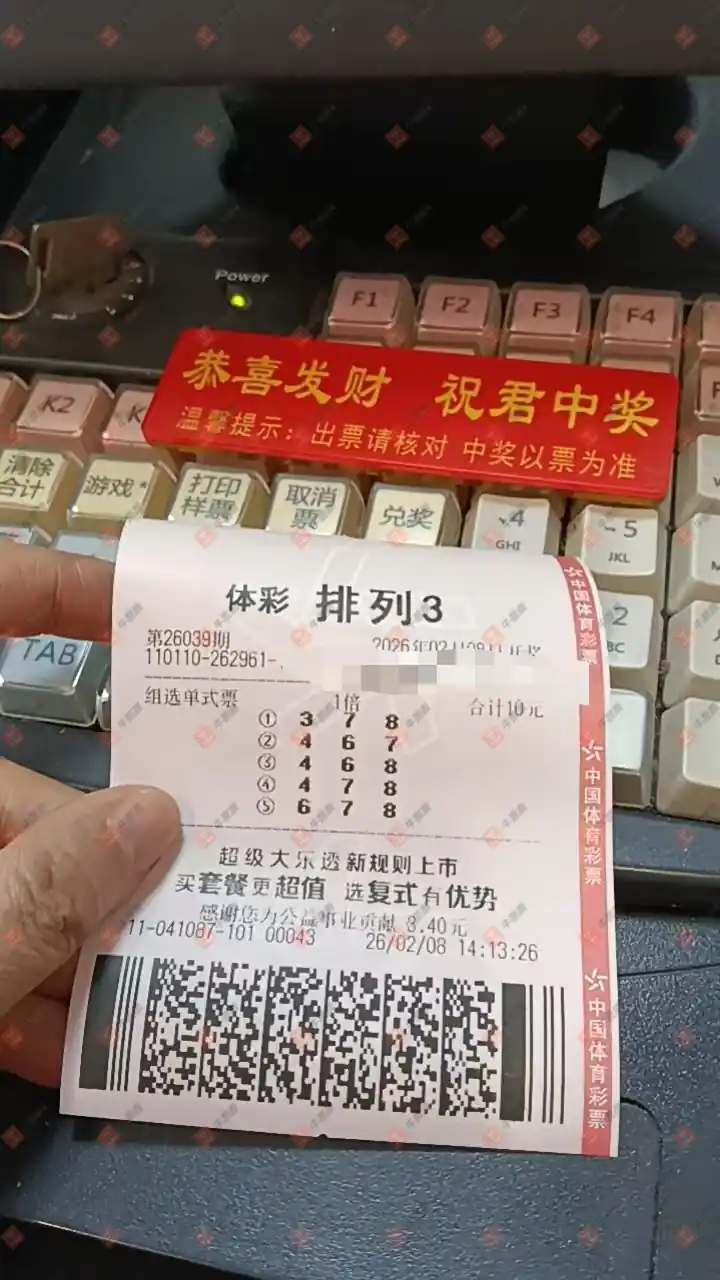 Power
F1 F2 F3 F4
恭喜发财 祝君中奖
温馨提示：出票请核对 中奖以票为准
K2
清除
合计
游戏*
打印
样票
取消
票
兑奖
4
GHI
5
JKL
2
TAB
体彩 排列3
第26039期
110110-262961-
组选单式票 1倍 合计10元
① 3 7 8
② 4 6 7
③ 4 6 8
④ 4 7 8
⑤ 6 7 8
超级大乐透新规则上市
买套餐更超值 选复式有优势
感谢您为公益事业贡献 3.40元
11-041087-101 00043 26/02/08 14:13:26
中国体育彩票
中国体育彩票
中国体育彩票